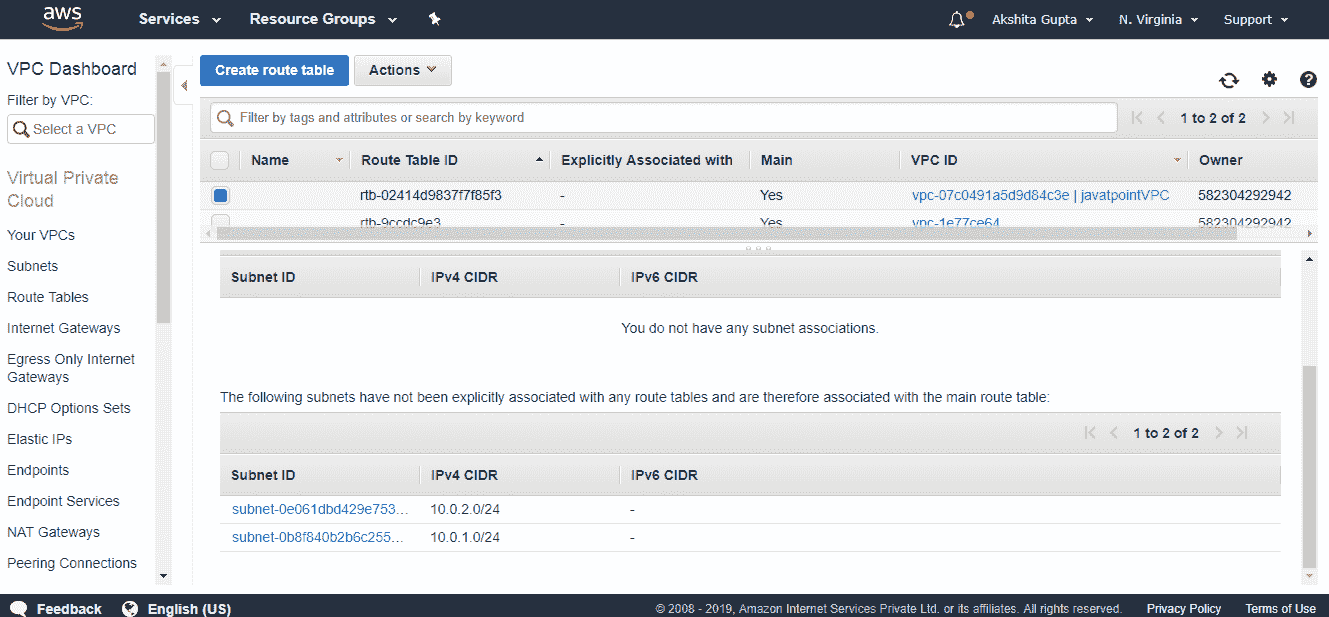 aws Services Resource Groups Akshita Gupta N. Virginia Support
VPC Dashboard
Filter by VPC:
Select a VPC
Virtual Private
Cloud
Your VPCs
Subnets
Route Tables
Internet Gateways
Egress Only Internet
Gateways
DHCP Options Sets
Elastic IPs
Endpoints
Endpoint Services
NAT Gateways
Peering Connections
Create route table Actions
Filter by tags and attributes or search by keyword 1 to 2 of 2
Name Route Table ID Explicitly Associated with Main VPC ID Owner
rtb-02414d9837f7f85f3 - Yes vpc-07c0491a5d9d84c3e | javatpointVPC 582304292942
rtb-9ccdc9e3 - Yes vpc-1e77ce64 582304292942
Subnet ID IPv4 CIDR IPv6 CIDR
You do not have any subnet associations.
The following subnets have not been explicitly associated with any route tables and are therefore associated with the main route table:
1 to 2 of 2
Subnet ID IPv4 CIDR IPv6 CIDR
subnet-0e061dbd429e753... 10.0.2.0/24 -
subnet-0b8f840b2b6c255... 10.0.1.0/24 -
Feedback English (US) © 2008 - 2019, Amazon Internet Services Private Ltd. or its affiliates. All rights reserved. Privacy Policy Terms of Use